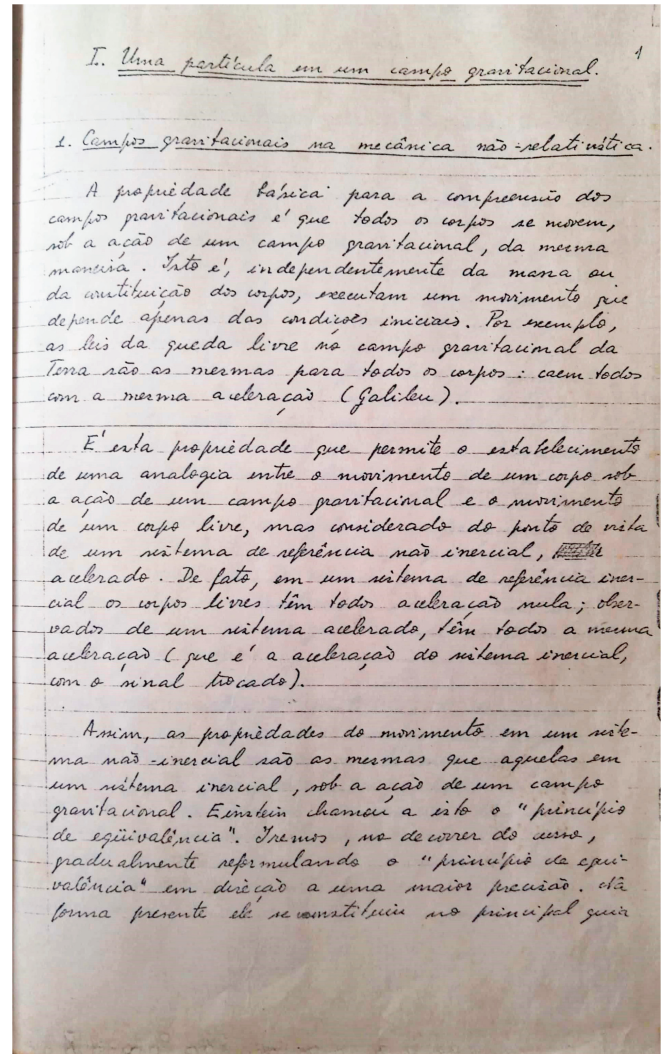 1
I. Uma partícula em um campo gravitacional.
1. Campos gravitacionais na mecânica não-relativística.
A propriedade básica para a compreensão dos
campos gravitacionais é que todos os corpos se movem,
sob a ação de um campo gravitacional, da mesma
maneira. Isto é, independentemente da massa ou
da constituição dos corpos, executam um movimento que
depende apenas das condições iniciais. Por exemplo,
as leis da queda livre no campo gravitacional da
Terra são as mesmas para todos os corpos: caem todos
com a mesma aceleração (Galileu).
É esta propriedade que permite o estabelecimento
de uma analogia entre o movimento de um corpo sob
a ação de um campo gravitacional e o movimento
de um corpo livre, mas considerado do ponto de vista
de um sistema de referência não inercial,
acelerado. De fato, em um sistema de referência iner-
cial os corpos livres têm todos aceleração nula; obser-
vados de um sistema acelerado, têm todos a mesma
aceleração (que é a aceleração do sistema inercial,
com o sinal trocado).
Assim, as propriedades do movimento em um siste-
ma não-inercial são as mesmas que aquelas em
um sistema inercial, sob a ação de um campo
gravitacional. Einstein chamou a isto o "princípio
de eqüivalência". Iremos, no decorrer do curso,
gradualmente reformulando o "princípio de equi-
valência" em direção a uma maior precisão. Na
forma presente ele se constituiu no principal guia